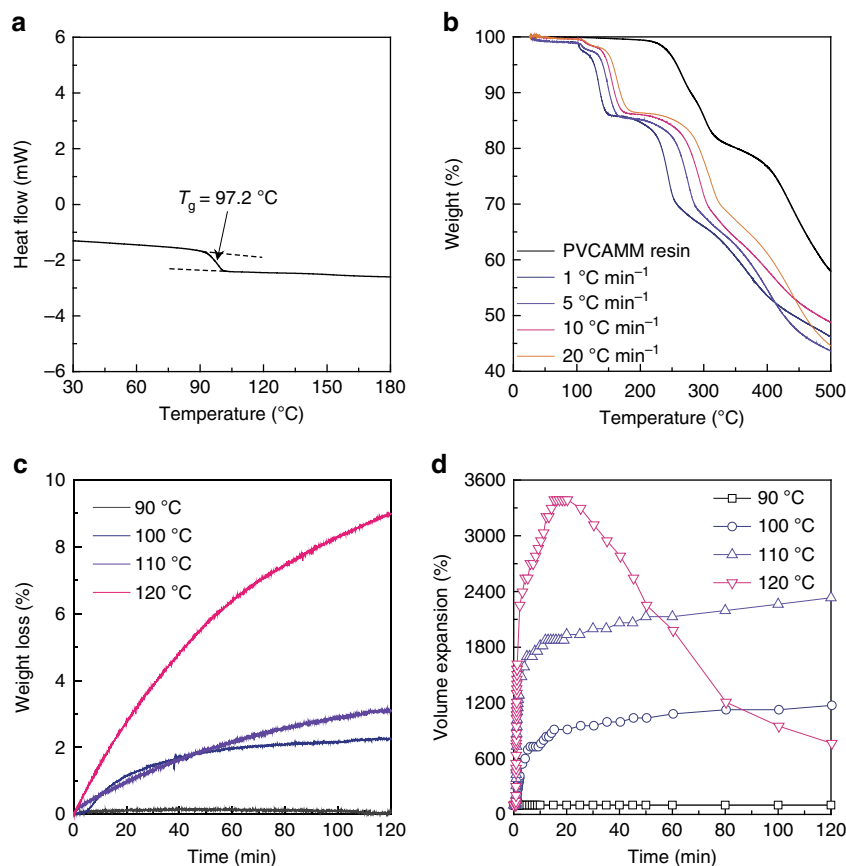 a
6
4
2
0
−2
−4
−6
Heat flow (mW)
Tg = 97.2 °C
30
60
90
120
150
180
Temperature (°C)
b
100
90
80
70
60
50
40
Weight (%)
PVCAMM resin
1 °C min⁻¹
5 °C min⁻¹
10 °C min⁻¹
20 °C min⁻¹
0
100
200
300
400
500
Temperature (°C)
c
10
8
6
4
2
0
Weight loss (%)
90 °C
100 °C
110 °C
120 °C
0
20
40
60
80
100
120
Time (min)
d
3600
3000
2400
1800
1200
600
0
Volume expansion (%)
90 °C
100 °C
110 °C
120 °C
0
20
40
60
80
100
120
Time (min)